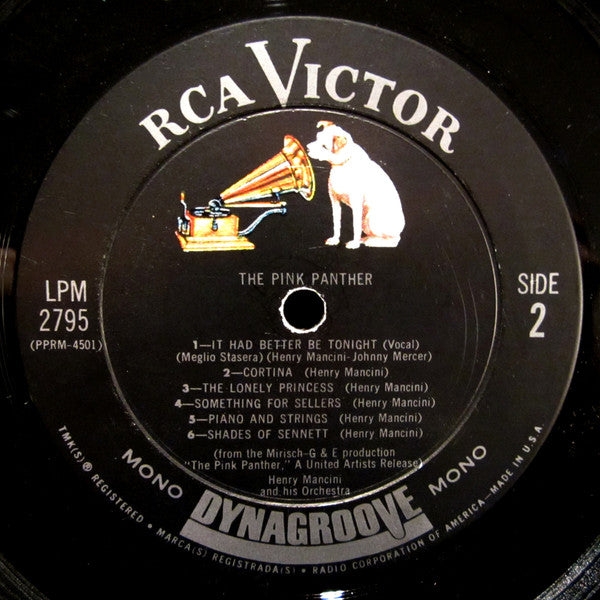 RCA VICTOR
THE PINK PANTHER
LPM
2795
(PPRM-4501)
SIDE
2
1—IT HAD BETTER BE TONIGHT (Vocal)
(Meglio Stasera) (Henry Mancini-Johnny Mercer)
2—CORTINA (Henry Mancini)
3—THE LONELY PRINCESS (Henry Mancini)
4—SOMETHING FOR SELLERS (Henry Mancini)
5—PIANO AND STRINGS (Henry Mancini)
6—SHADES OF SENNETT (Henry Mancini)
(from the Mirisch-G & E production
"The Pink Panther," A United Artists Release)
Henry Mancini
and his Orchestra
MONO
DYNAGROOVE
MONO
TMK(S) ® REGISTERED • MARCA(S) REGISTRADA(S) • RADIO CORPORATION OF AMERICA—MADE IN U.S.A.